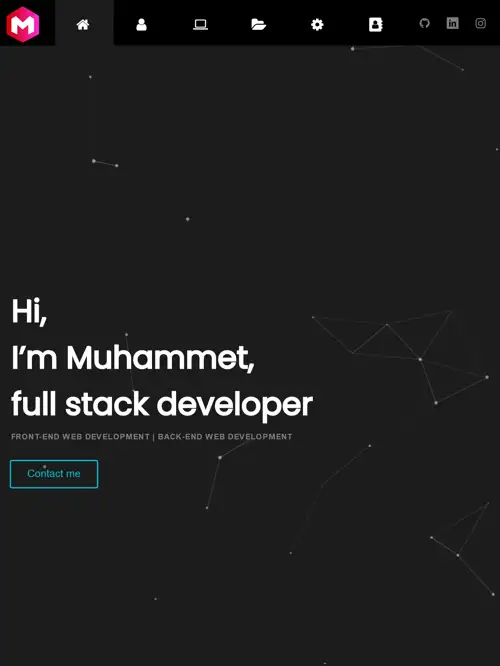 M
Hi,
I’m Muhammet,
full stack developer
FRONT-END WEB DEVELOPMENT | BACK-END WEB DEVELOPMENT
Contact me